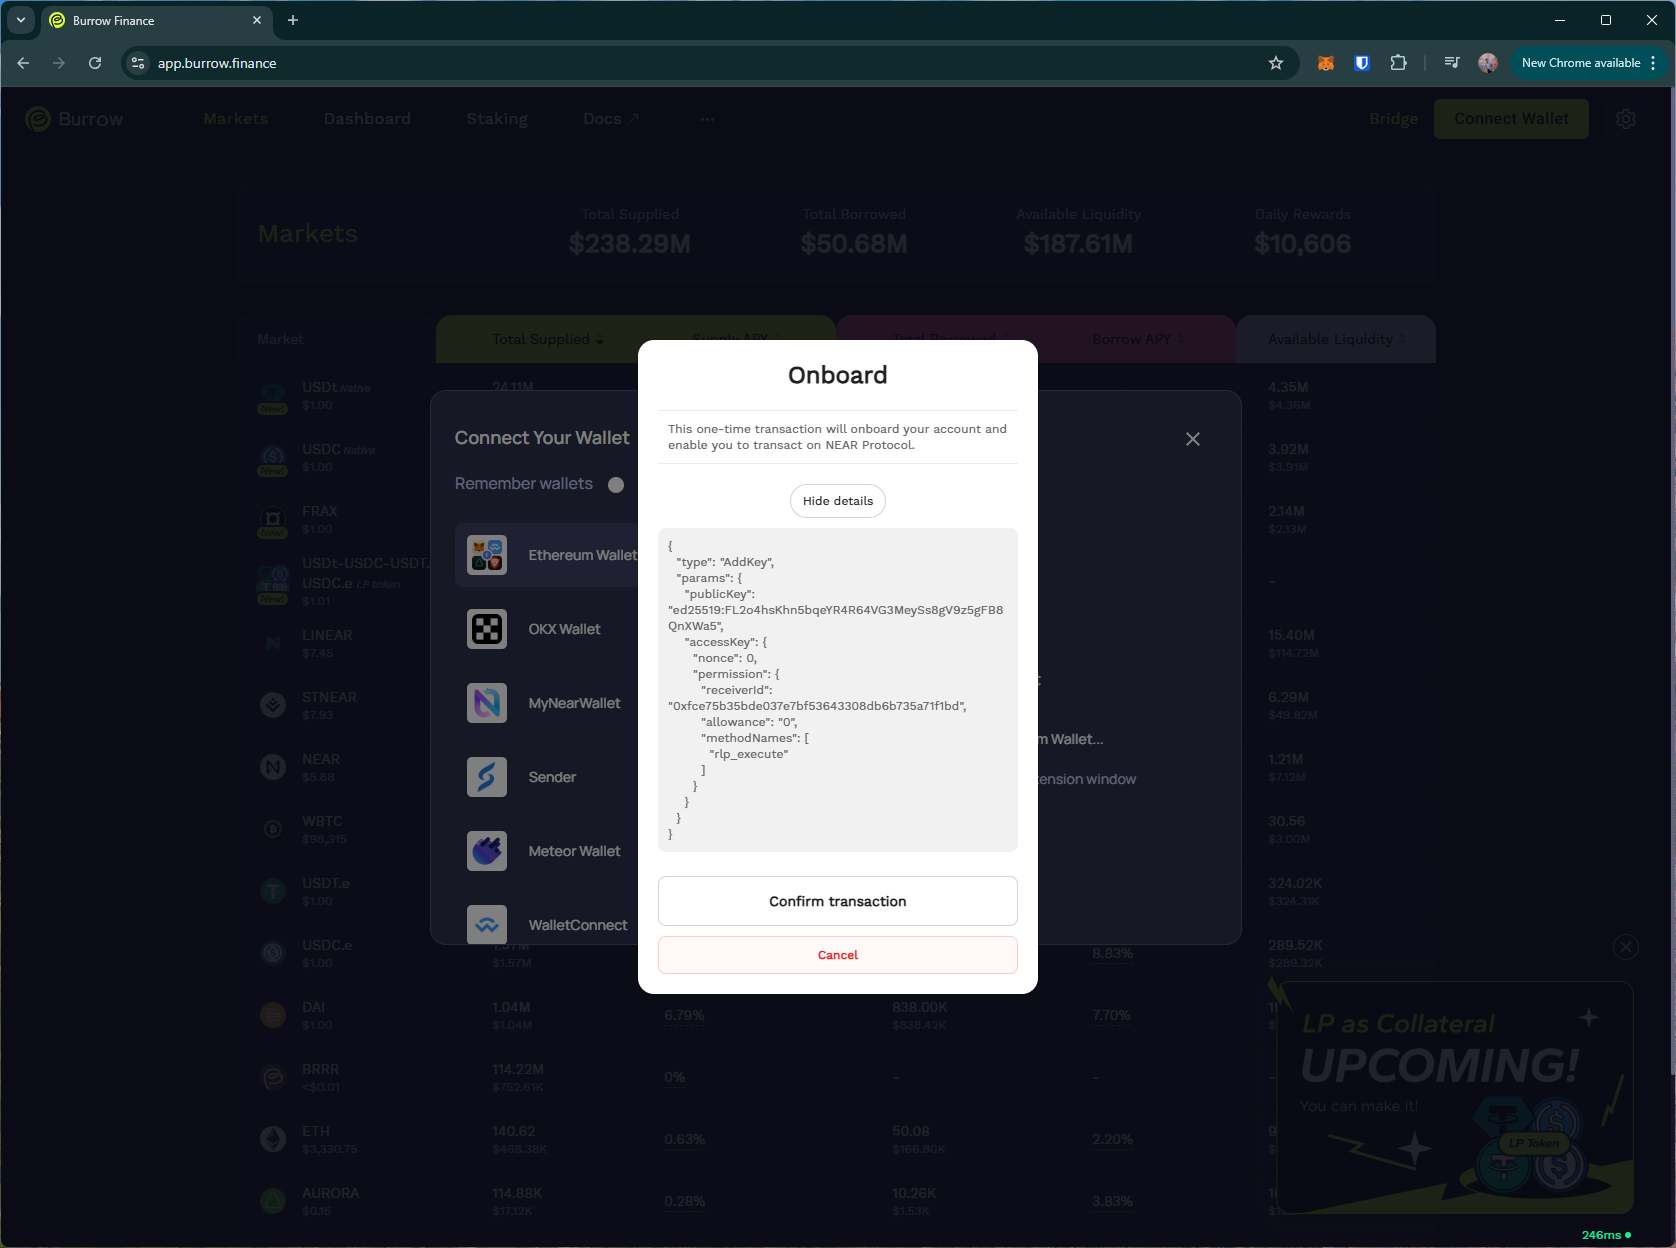 Burrow Finance
app.burrow.finance
New Chrome available
Burrow
Markets
Dashboard
Staking
Docs
Bridge
Connect Wallet
Markets
Total Supplied
$238.29M
Total Borrowed
$50.68M
Available Liquidity
$187.61M
Daily Rewards
$10,606
Market
Total Supplied
Supply APY
Total Borrowed
Borrow APY
Available Liquidity
USDt Native
$1.00
New!
24.11M
4.35M
$4.36M
USDC Native
$1.00
New!
3.92M
$3.91M
FRAX
$1.00
New!
2.14M
$2.13M
USDt-USDC-USDT.
USDC.e LP token
$1.01
New!
-
LINEAR
$7.45
15.40M
$114.72M
STNEAR
$7.93
6.29M
$49.82M
NEAR
$5.88
1.21M
$7.12M
WBTC
$98,315
30.56
$3.00M
USDT.e
$1.00
324.02K
$324.31K
USDC.e
$1.00
$1.57M
8.83%
289.52K
$289.32K
DAI
$1.00
1.04M
$1.04M
6.79%
838.00K
$838.42K
7.70%
BRRR
<$0.01
114.22M
$752.61K
0%
-
-
-
ETH
$3,330.75
140.62
$468.38K
0.63%
50.08
$166.80K
2.20%
AURORA
$0.15
114.88K
$17.12K
0.28%
10.26K
$1.53K
3.83%
Connect Your Wallet
Remember wallets
Ethereum Wallet
OKX Wallet
MyNearWallet
Sender
Meteor Wallet
WalletConnect
m Wallet...
tension window
Onboard
This one-time transaction will onboard your account and
enable you to transact on NEAR Protocol.
Hide details
{
"type": "AddKey",
"params": {
"publicKey":
"ed25519:FL2o4hsKhn5bqeYR4R64VG3MeySs8gV9z5gFB8
QnXWa5",
"accessKey": {
"nonce": 0,
"permission": {
"receiverId":
"0xfce75b35bde037e7bf53643308db6b735a71f1bd",
"allowance": "0",
"methodNames": [
"rlp_execute"
]
}
}
}
}
Confirm transaction
Cancel
LP as Collateral
UPCOMING!
You can make it!
LP Token
246ms